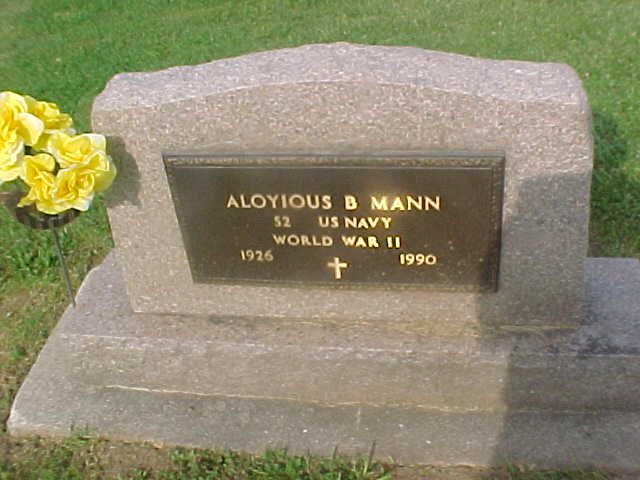 ALOYIOUS B MANN
S2 US NAVY
WORLD WAR II
1926 1990